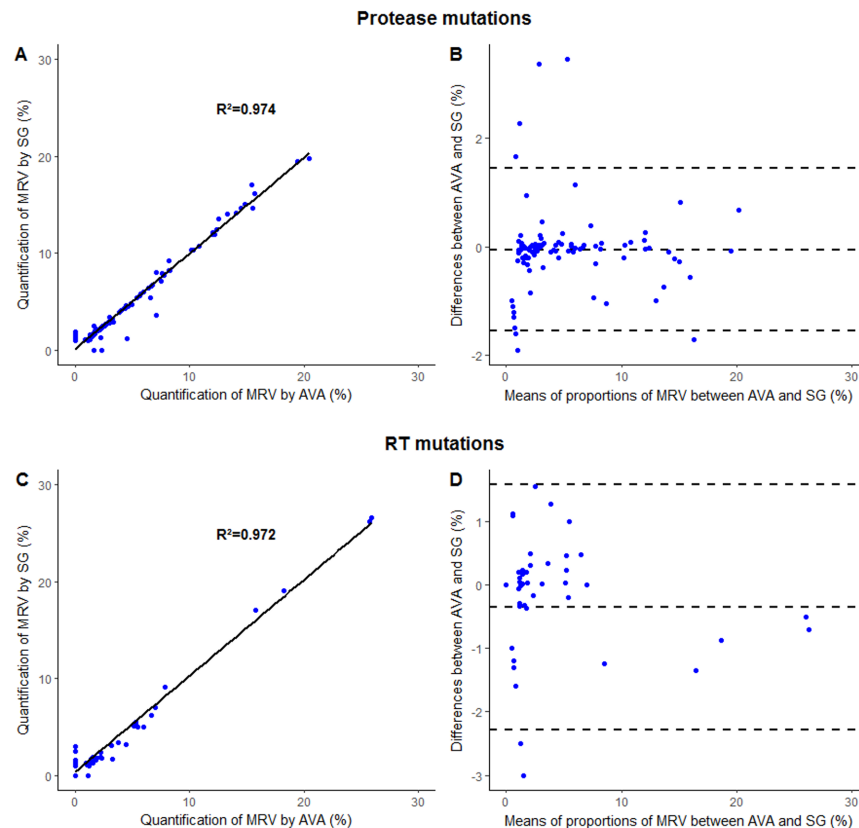 Protease mutations
A
B
Quantification of MRV by SG (%)
30
20
10
0
R²=0.974
0
10
20
30
Quantification of MRV by AVA (%)
Differences between AVA and SG (%)
2
0
-2
0
10
20
30
Means of proportions of MRV between AVA and SG (%)
RT mutations
C
D
Quantification of MRV by SG (%)
30
20
10
0
R²=0.972
0
10
20
30
Quantification of MRV by AVA (%)
Differences between AVA and SG (%)
1
0
-1
-2
-3
0
10
20
30
Means of proportions of MRV between AVA and SG (%)